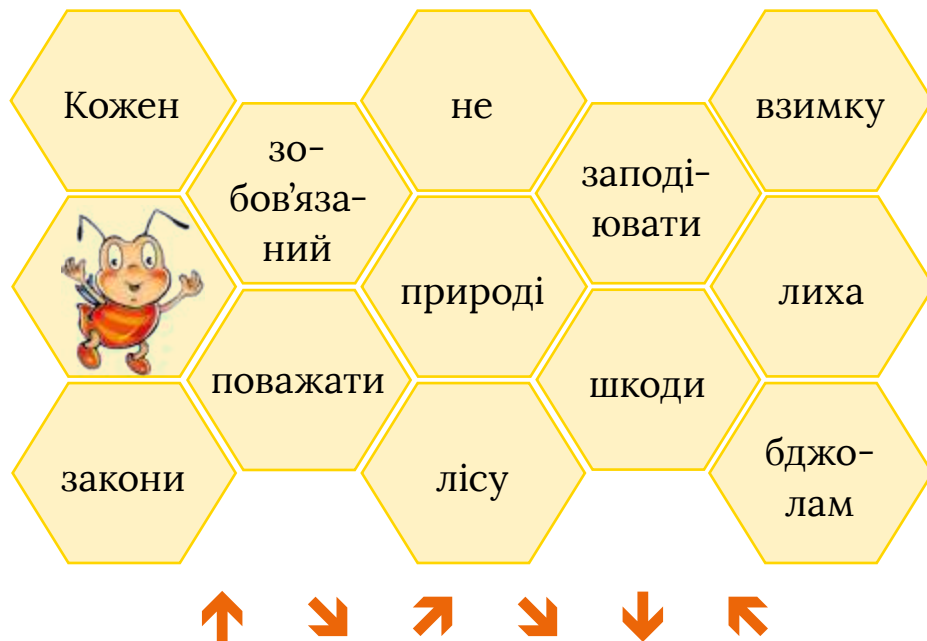 Кожен
не
взимку
зо-
бов’яза-
ний
заподі-
ювати
природі
лиха
поважати
шкоди
закони
лісу
бджо-
лам